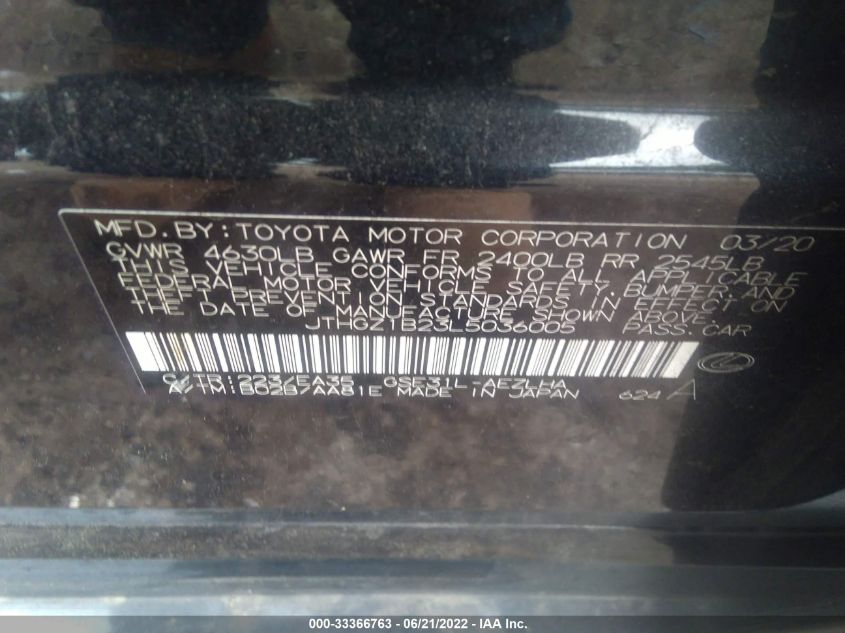 MFD.BY:TOYOTA MOTOR CORPORATION 03/20
GVWR 4630LB GAWR FR 2400LB RR 2545LB
THIS VEHICLE CONFORMS TO ALL APPLICABLE
FEDERAL MOTOR VEHICLE SAFETY,BUMPER,AND
THEFT PREVENTION STANDARDS IN EFFECT ON
THE DATE OF MANUFACTURE SHOWN ABOVE.
JTHGZ1B23L5036005 PASS.CAR
C/TR:223/EA35 GSE31L-AEZLHA
A/TM:B02B/AA81E MADE IN JAPAN 624 A
000-33366763 - 06/21/2022 - IAA Inc.